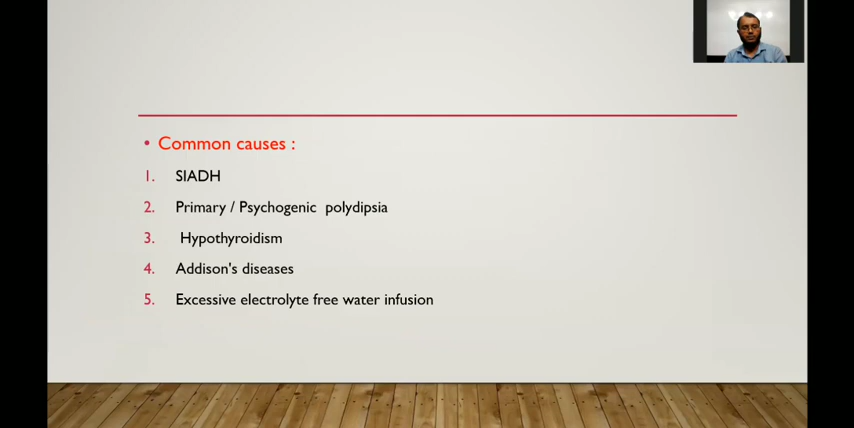 • Common causes :
1. SIADH
2. Primary / Psychogenic polydipsia
3. Hypothyroidism
4. Addison's diseases
5. Excessive electrolyte free water infusion